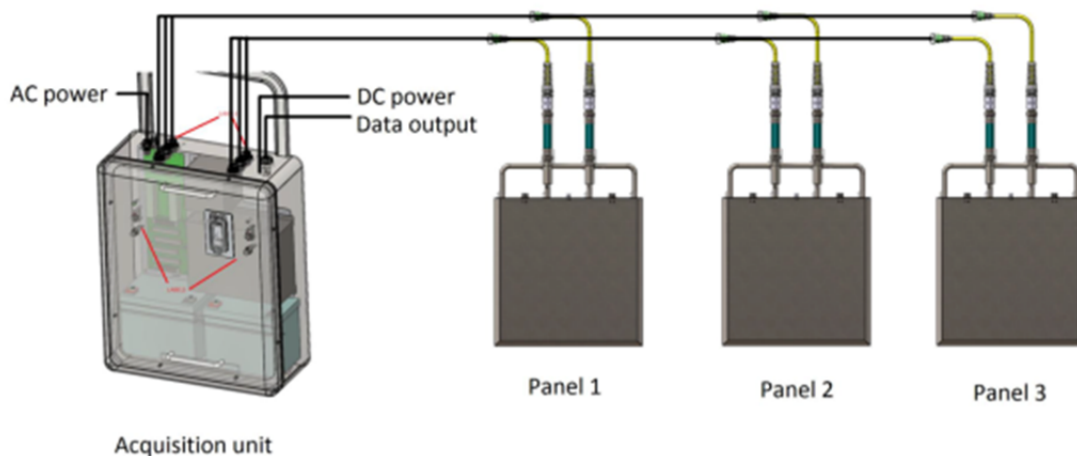 AC power
DC power
Data output
Panel 1
Panel 2
Panel 3
Acquisition unit